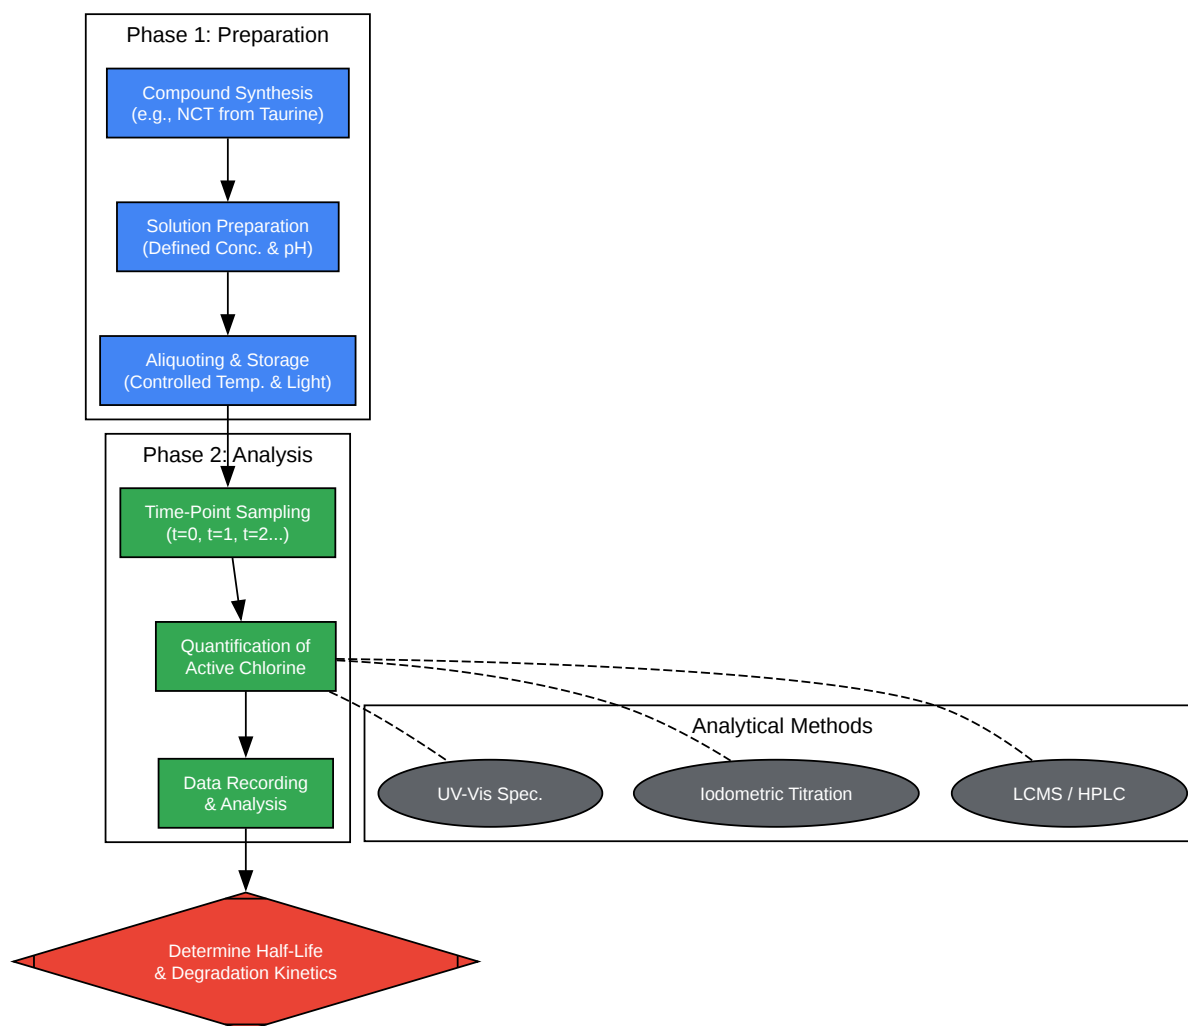 Phase 1: Preparation
Compound Synthesis
(e.g., NCT from Taurine)
Solution Preparation
(Defined Conc. & pH)
Aliquoting & Storage
(Controlled Temp. & Light)
Phase 2: Analysis
Time-Point Sampling
(t=0, t=1, t=2...)
Quantification of
Active Chlorine
Analytical Methods
Data Recording
& Analysis
UV-Vis Spec.
Iodometric Titration
LCMS / HPLC
Determine Half-Life
& Degradation Kinetics